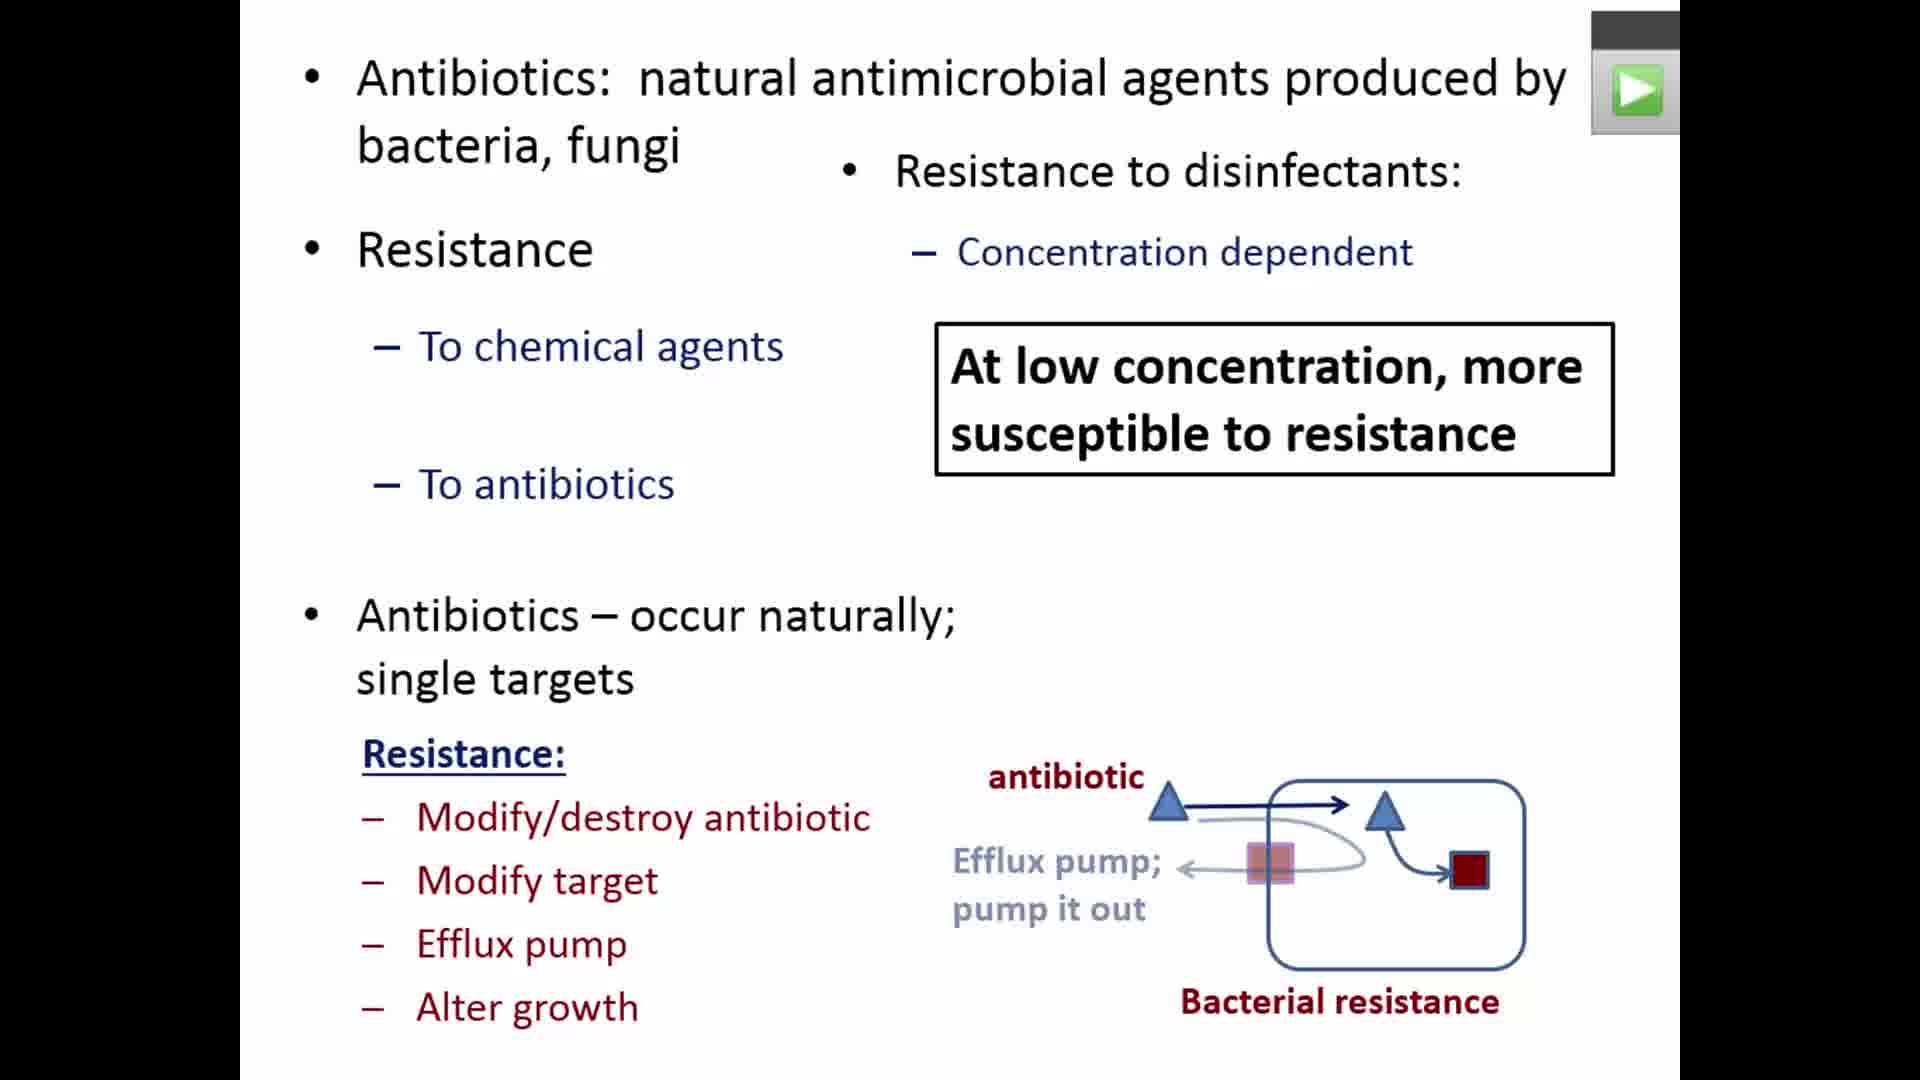 • Antibiotics: natural antimicrobial agents produced by
bacteria, fungi
• Resistance to disinfectants:
– Concentration dependent
At low concentration, more
susceptible to resistance
• Resistance
– To chemical agents
– To antibiotics
• Antibiotics – occur naturally;
single targets
Resistance:
– Modify/destroy antibiotic
– Modify target
– Efflux pump
– Alter growth
antibiotic
Efflux pump;
pump it out
Bacterial resistance